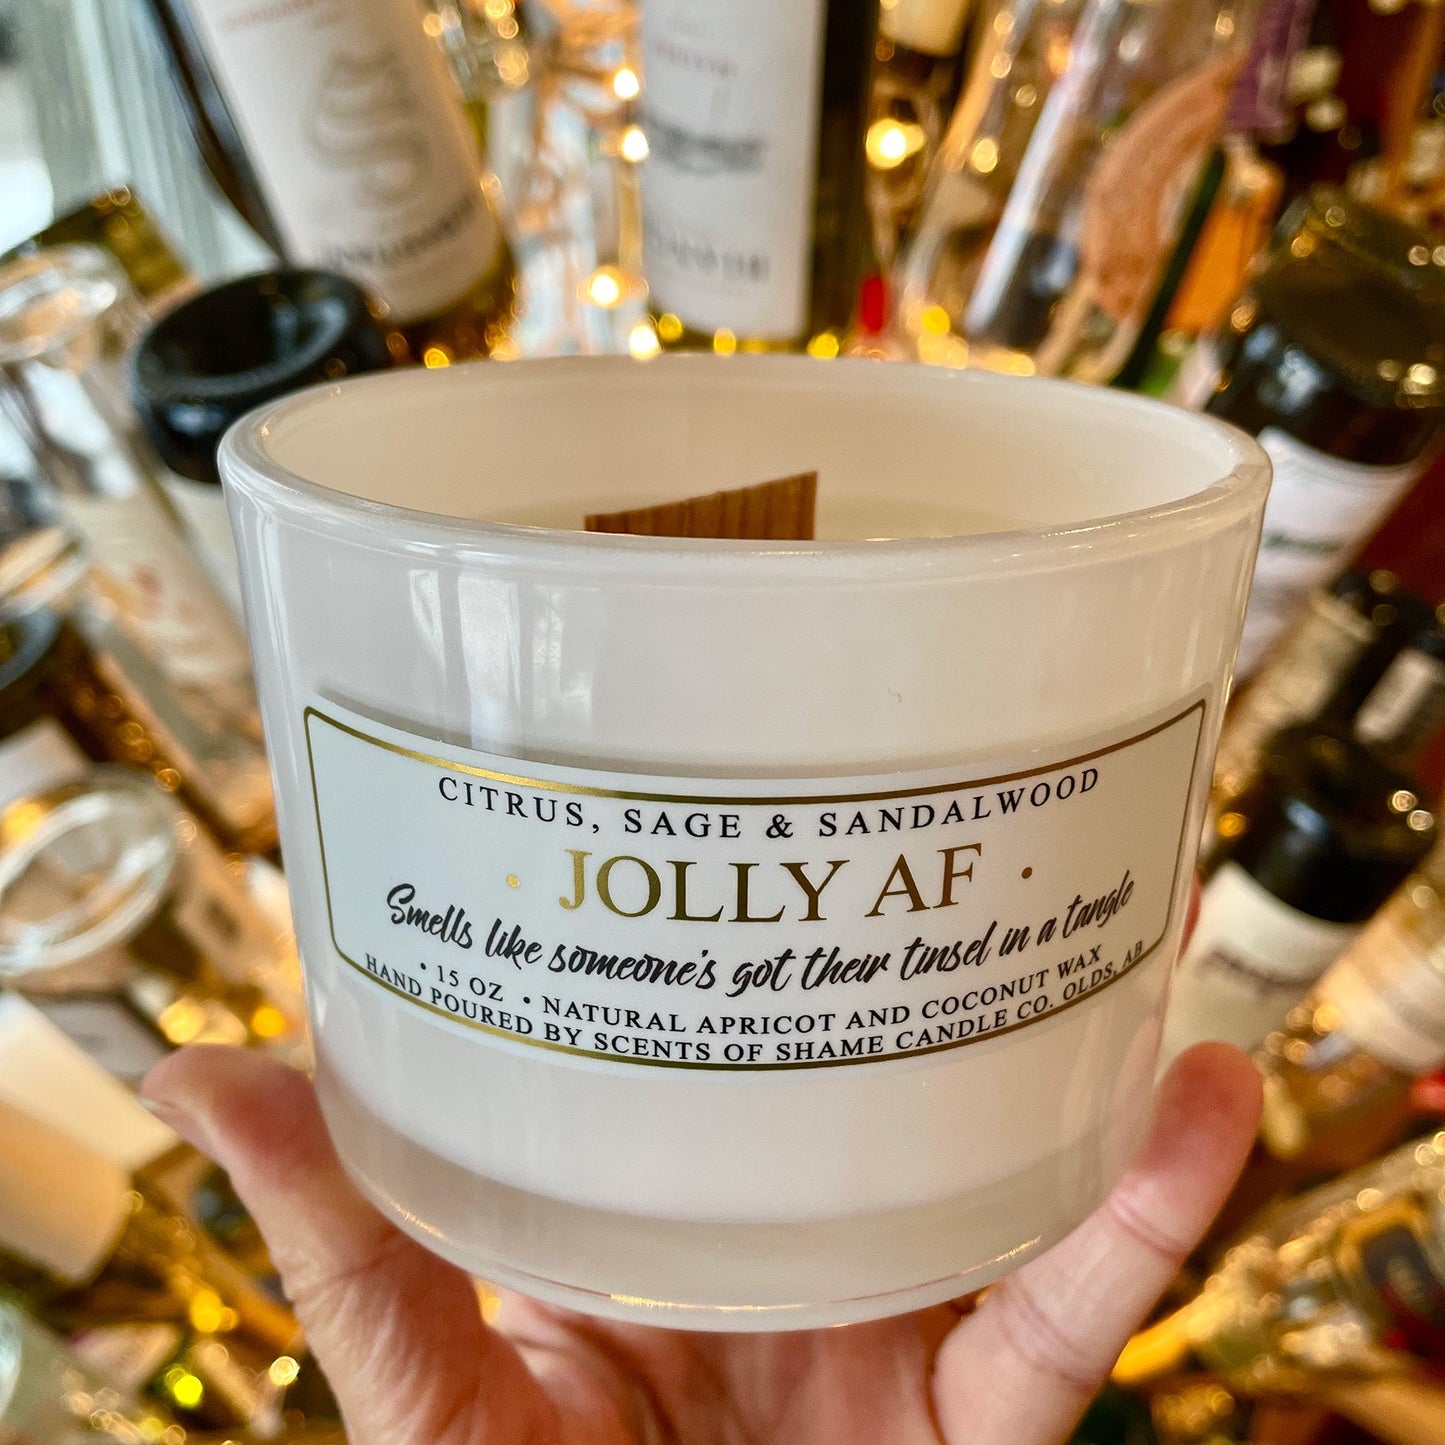 CITRUS, SAGE & SANDALWOOD
· JOLLY AF ·
Smells like someone's got their tinsel in a tangle
• 15 OZ • NATURAL APRICOT AND COCONUT WAX
HAND POURED BY SCENTS OF SHAME CANDLE CO. OLDS, AB